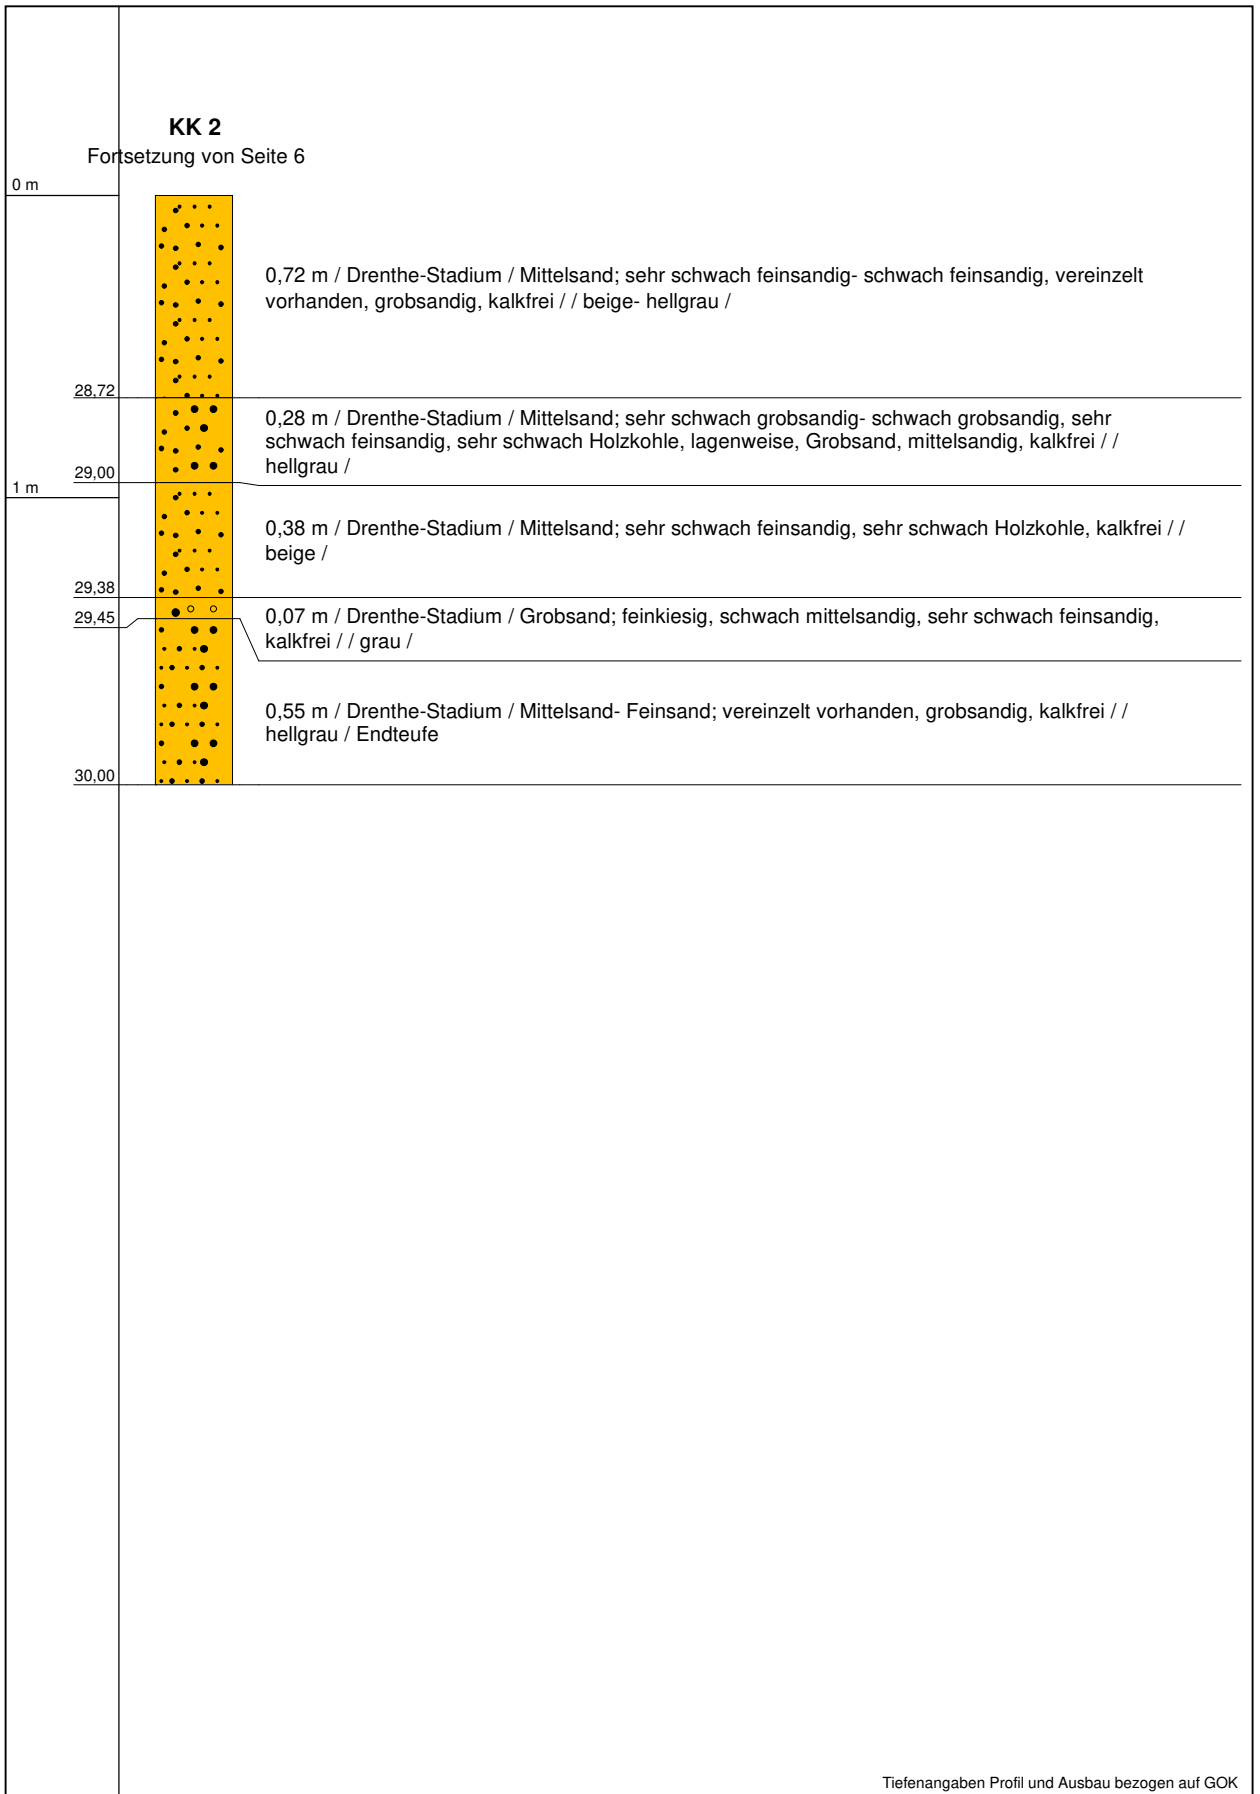 KK 2
Fortsetzung von Seite 6
0 m
0,72 m / Drenthe-Stadium / Mittelsand; sehr schwach feinsandig- schwach feinsandig, vereinzelt
vorhanden, grobsandig, kalkfrei / / beige- hellgrau /
28,72
0,28 m / Drenthe-Stadium / Mittelsand; sehr schwach grobsandig- schwach grobsandig, sehr
schwach feinsandig, sehr schwach Holzkohle, lagenweise, Grobsand, mittelsandig, kalkfrei / /
hellgrau /
29,00
1 m
0,38 m / Drenthe-Stadium / Mittelsand; sehr schwach feinsandig, sehr schwach Holzkohle, kalkfrei / /
beige /
29,38
0,07 m / Drenthe-Stadium / Grobsand; feinkiesig, schwach mittelsandig, sehr schwach feinsandig,
kalkfrei / / grau /
29,45
0,55 m / Drenthe-Stadium / Mittelsand- Feinsand; vereinzelt vorhanden, grobsandig, kalkfrei / /
hellgrau / Endteufe
30,00
Tiefenangaben Profil und Ausbau bezogen auf GOK